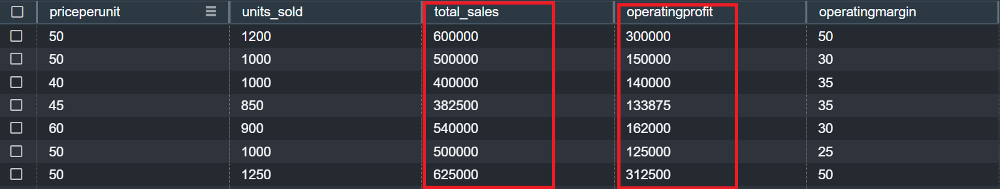 priceperunit units_sold total_sales operatingprofit operatingmargin
50 1200 600000 300000 50
50 1000 500000 150000 30
40 1000 400000 140000 35
45 850 382500 133875 35
60 900 540000 162000 30
50 1000 500000 125000 25
50 1250 625000 312500 50